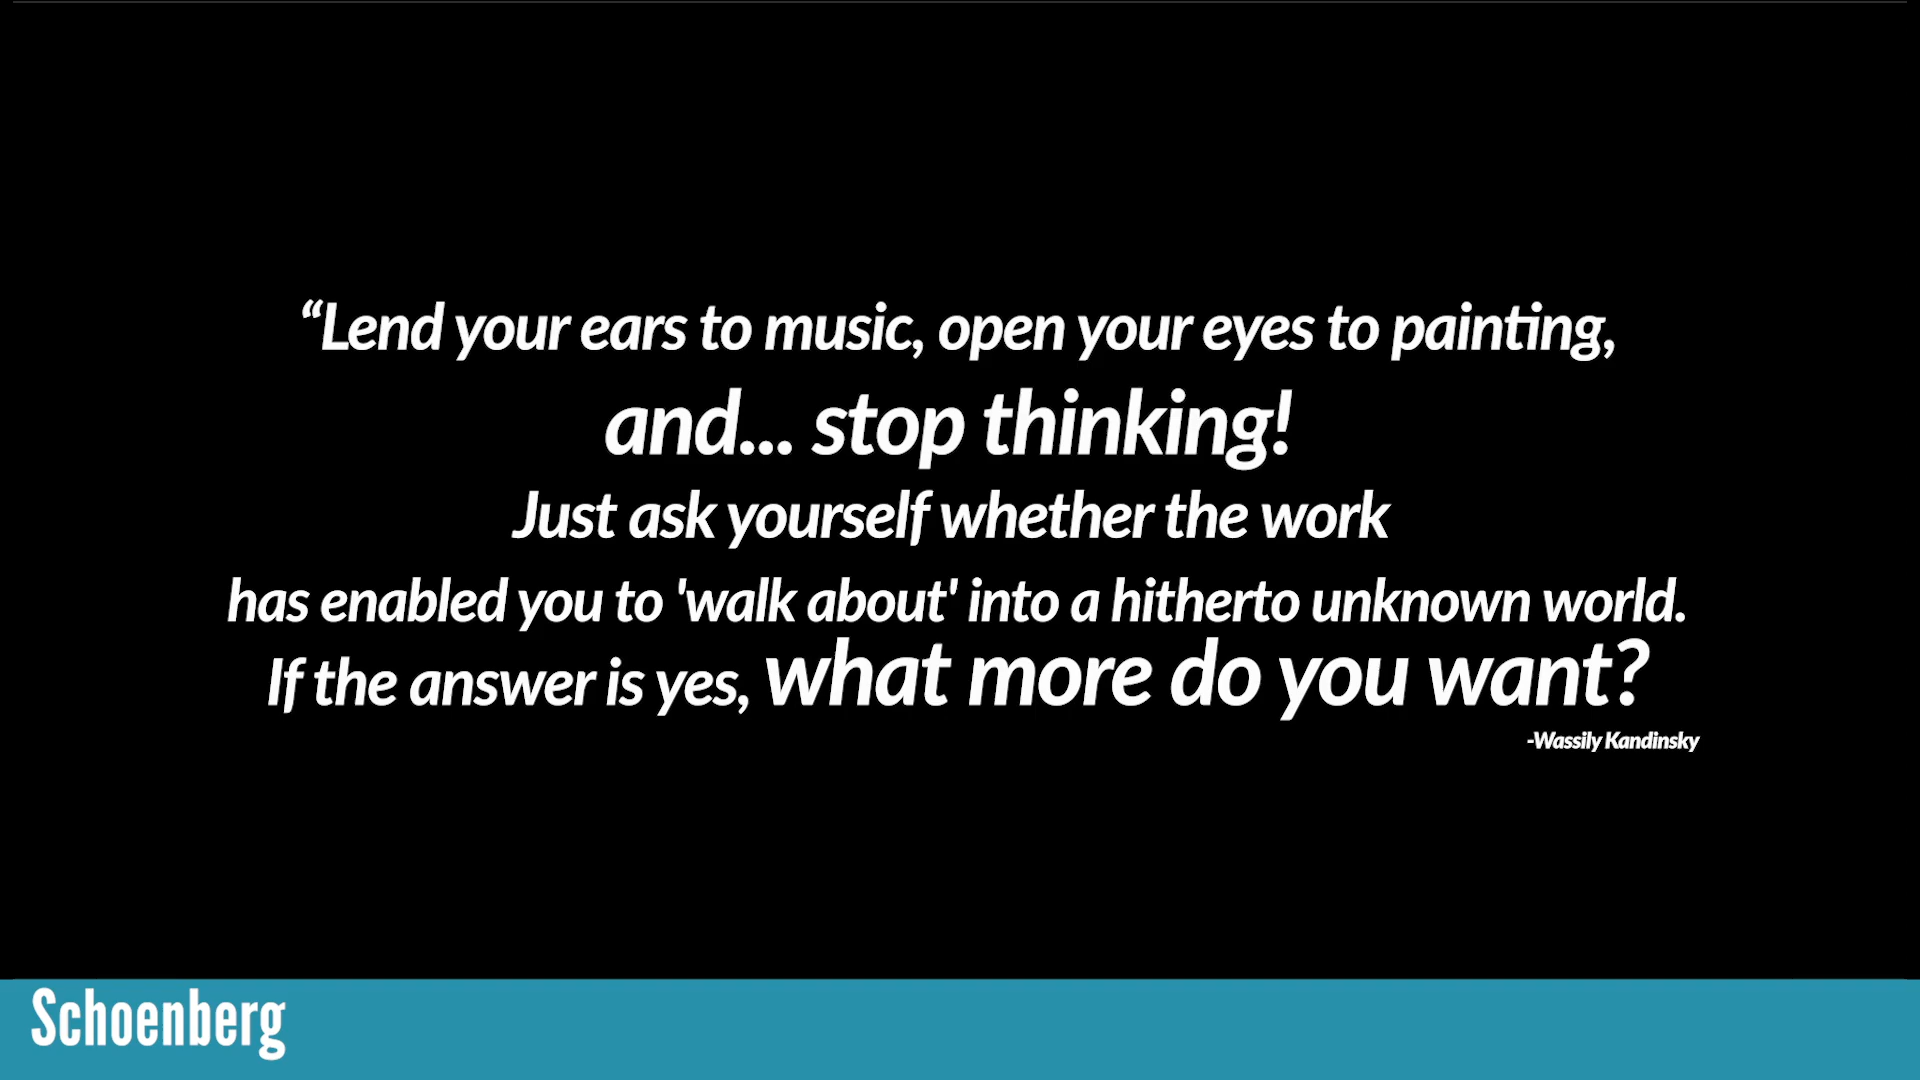 “Lend your ears to music, open your eyes to painting,
and... stop thinking!
Just ask yourself whether the work
has enabled you to 'walk about' into a hitherto unknown world.
If the answer is yes, what more do you want?
-Wassily Kandinsky
Schoenberg